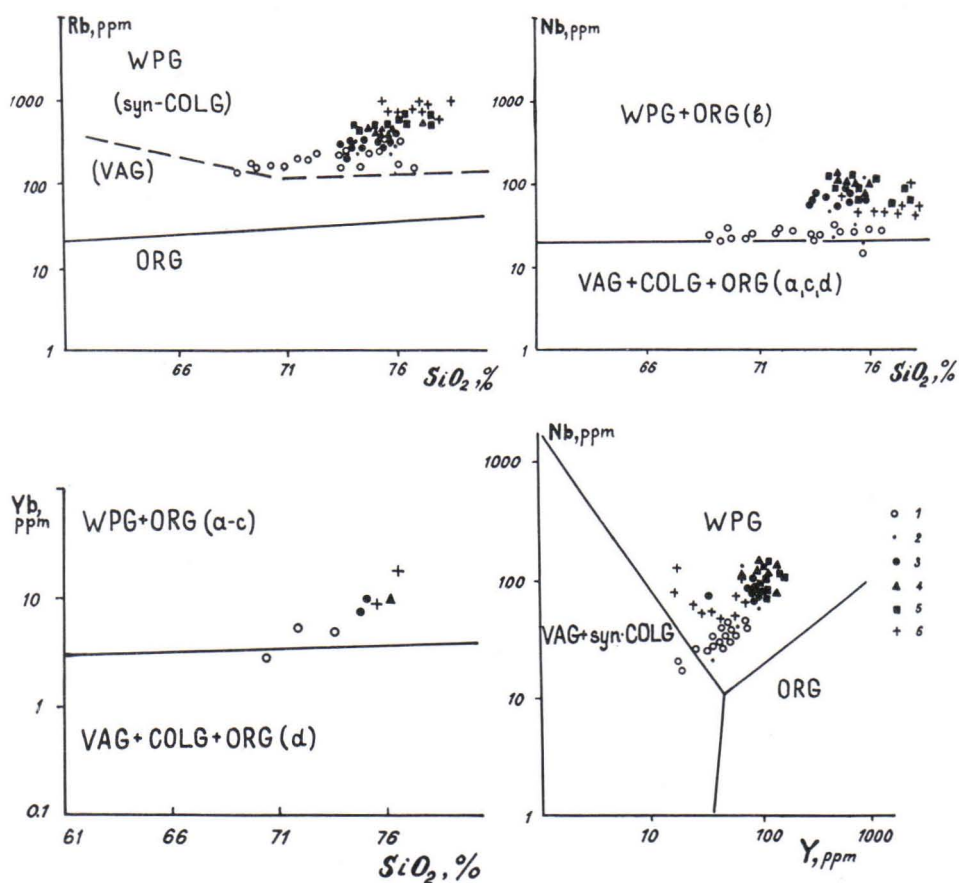 Rb, ppm
WPG
1000
(syn-COLG)
(VAG)
100
10
ORG
1
66
71
76
SiO₂, %
Nb, ppm
1000
WPG+ORG(в)
100
10
VAG+COLG+ORG(a,c,d)
1
66
71
76
SiO₂, %
Yb, ppm
WPG+ORG(a-c)
10
1
VAG+COLG+ORG(d)
0.1
61
71
76
SiO₂, %
Nb, ppm
1000
WPG
100
VAG+syn-COLG
ORG
10
1
10
100
1000
Y, ppm
1
2
3
4
5
6